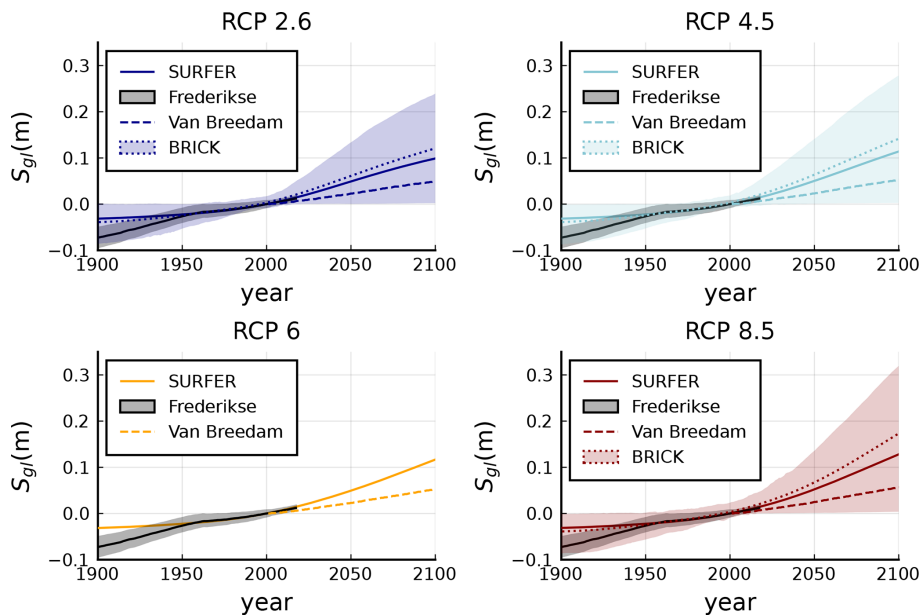 RCP 2.6
0.3
0.2
0.1
0.0
−0.1
S_gl(m)
SURFER
Frederikse
Van Breedam
BRICK
1900 1950 2000 2050 2100
year
RCP 4.5
0.3
0.2
0.1
0.0
−0.1
S_gl(m)
SURFER
Frederikse
Van Breedam
BRICK
1900 1950 2000 2050 2100
year
RCP 6
0.3
0.2
0.1
0.0
−0.1
S_gl(m)
SURFER
Frederikse
Van Breedam
1900 1950 2000 2050 2100
year
RCP 8.5
0.3
0.2
0.1
0.0
−0.1
S_gl(m)
SURFER
Frederikse
Van Breedam
BRICK
1900 1950 2000 2050 2100
year